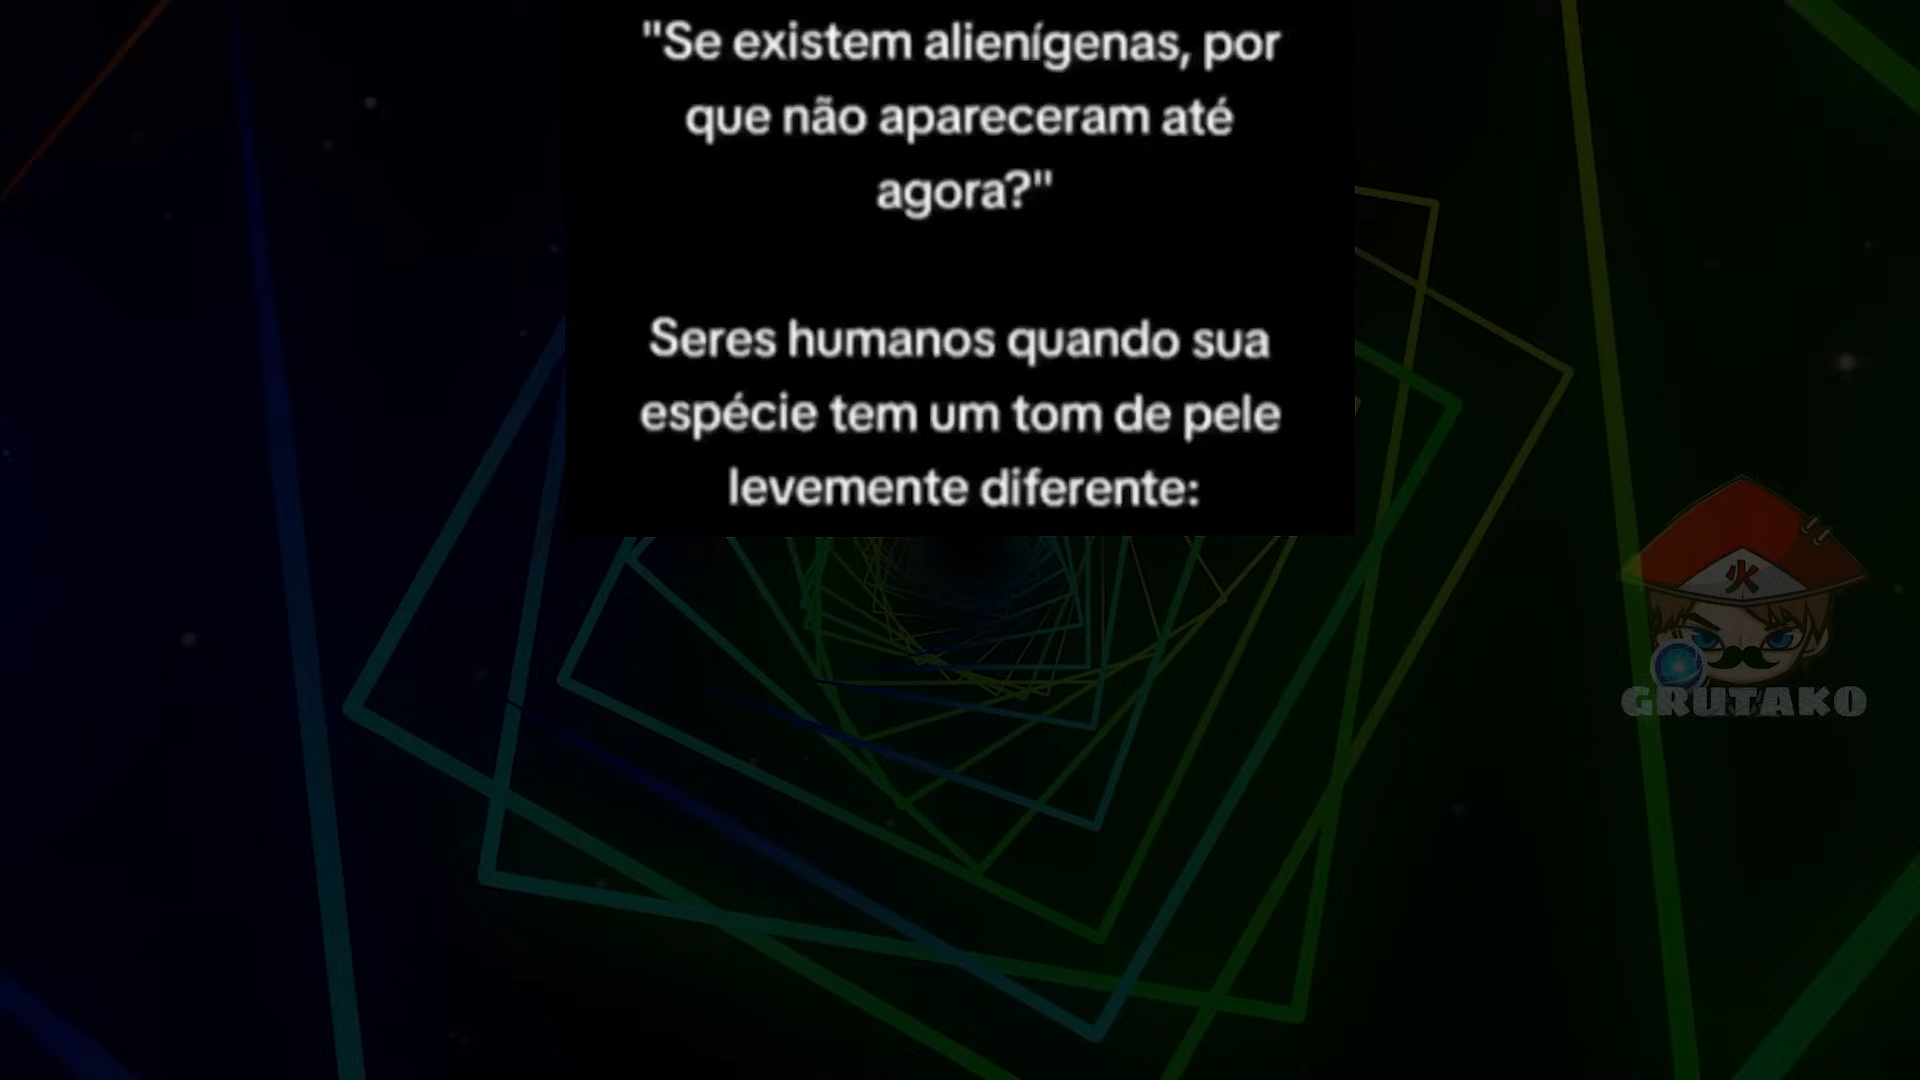 "Se existem alienígenas, por
que não apareceram até
agora?"
Seres humanos quando sua
espécie tem um tom de pele
levemente diferente:
火
GRUTAKO